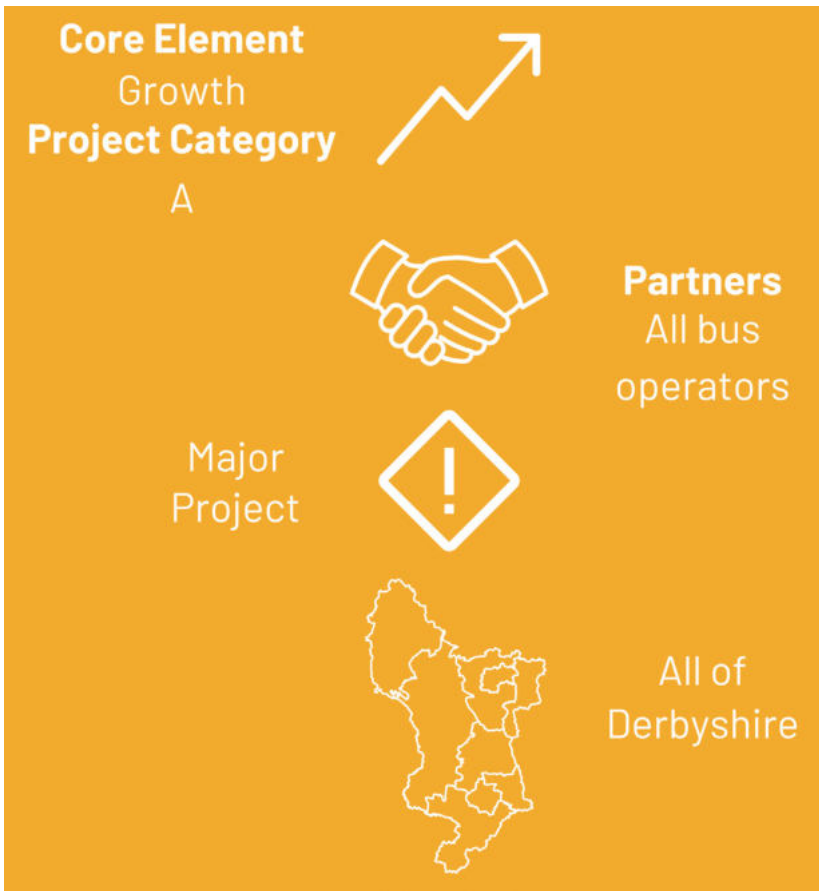 Core Element
Growth
Project Category
A
Partners
All bus
operators
Major
Project
All of
Derbyshire